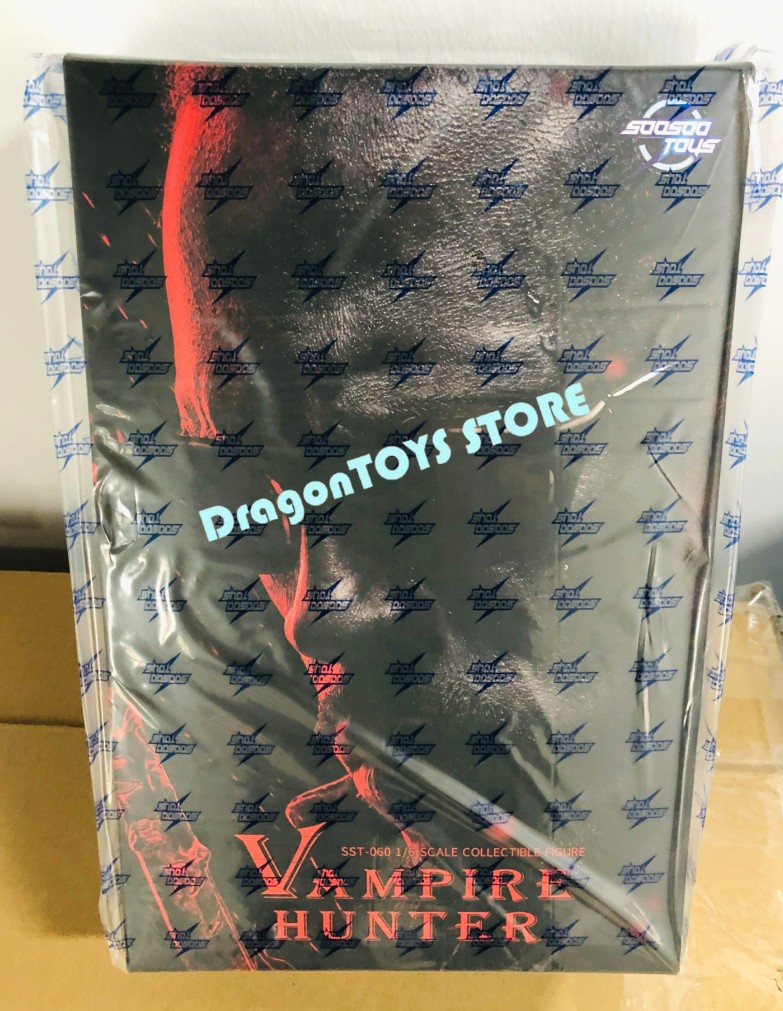 SOOSOO
TOYS
DragonTOYS STORE
SST-060 1/6 SCALE COLLECTIBLE FIGURE
VAMPIRE
HUNTER